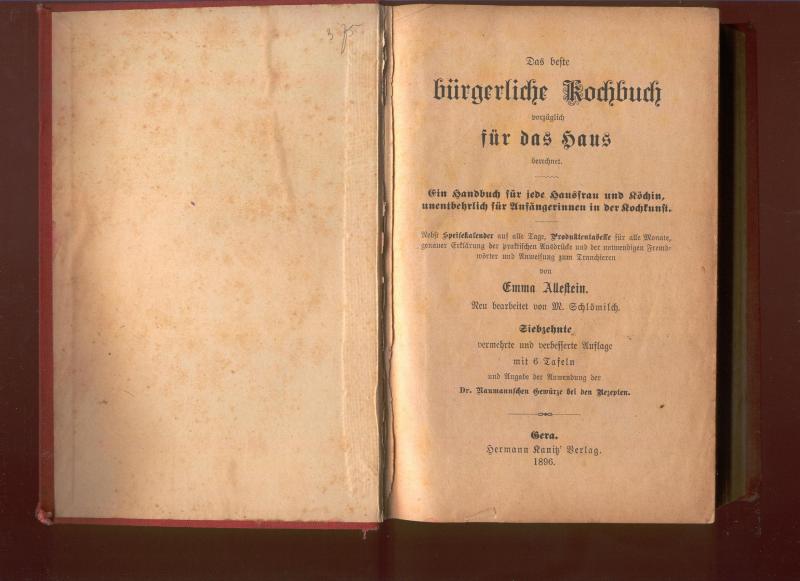 3 75
Das beste
bürgerliche Kochbuch
vorzüglich
für das Haus
berechnet.
Ein Handbuch für jede Hausfrau und Köchin,
unentbehrlich für Anfängerinnen in der Kochkunst.
Nebst Speisekalender auf alle Tage, Produktentabelle für alle Monate,
genauer Erklärung der praktischen Ausdrücke und der notwendigen Fremd-
wörter und Anweisung zum Tranchieren
von
Emma Allestein.
Neu bearbeitet von M. Schlömilch.
Siebzehnte
vermehrte und verbesserte Auflage
mit 6 Tafeln
und Angabe der Anwendung der
Dr. Naumannschen Gewürze bei den Rezepten.
Gera.
Hermann Kanitz' Verlag.
1896.